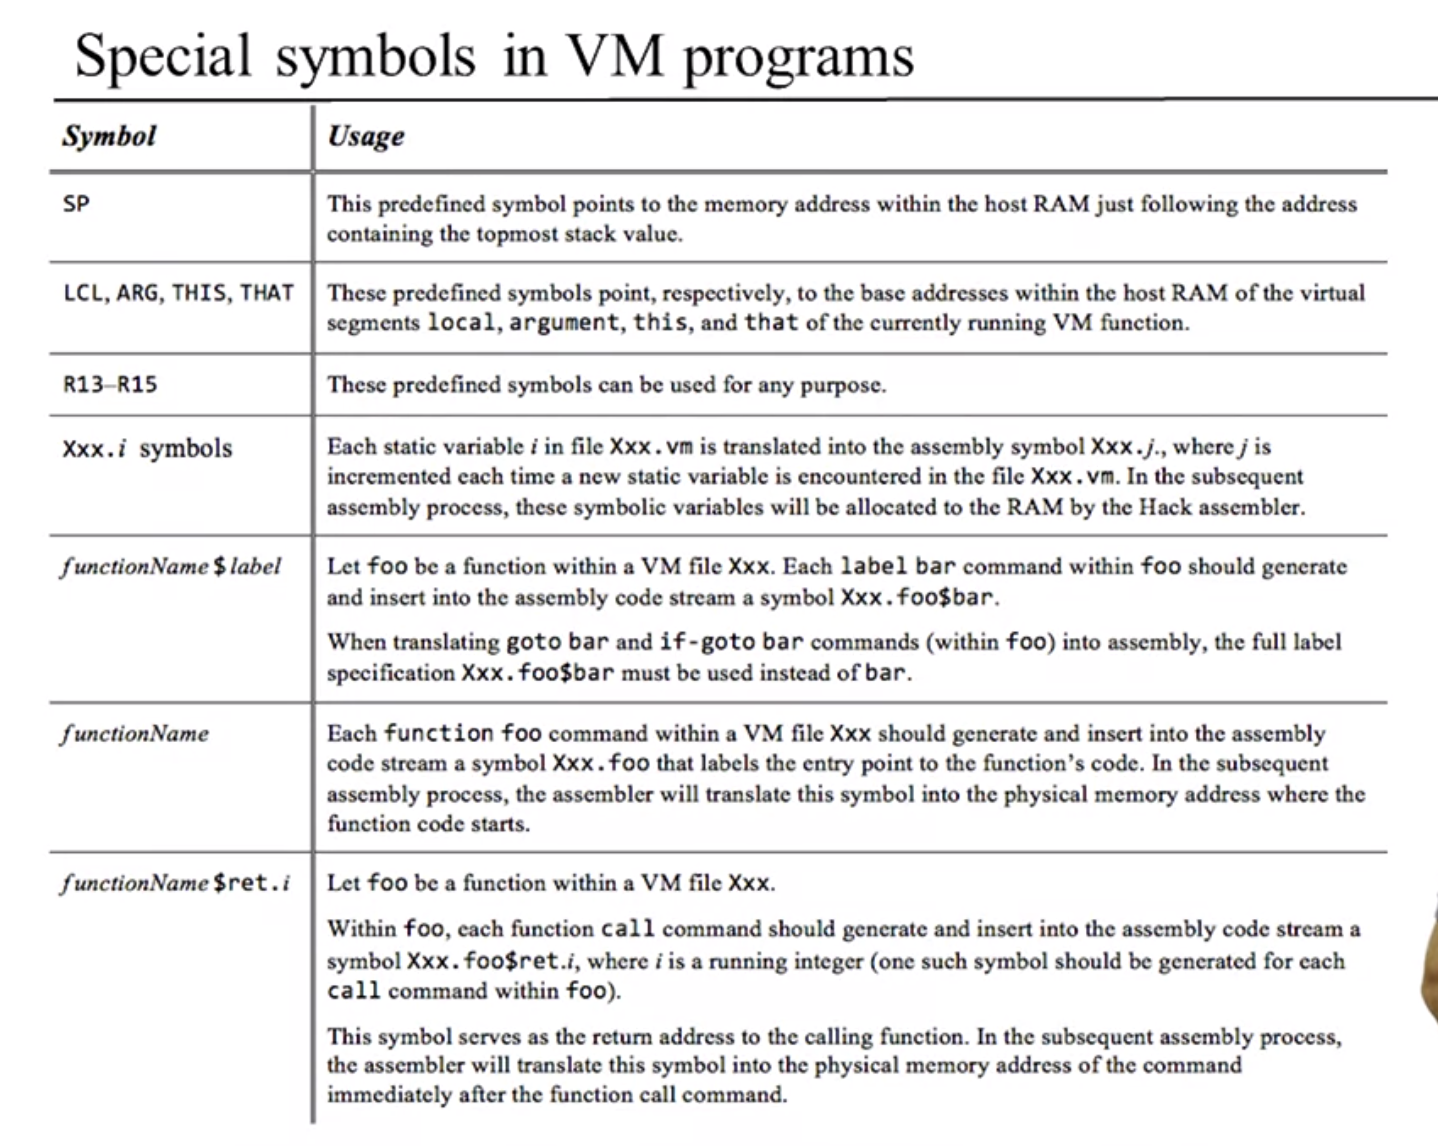 Special symbols in VM programs
Symbol
Usage
SP
This predefined symbol points to the memory address within the host RAM just following the address
containing the topmost stack value.
LCL, ARG, THIS, THAT
These predefined symbols point, respectively, to the base addresses within the host RAM of the virtual
segments local, argument, this, and that of the currently running VM function.
R13–R15
These predefined symbols can be used for any purpose.
Xxx.i symbols
Each static variable i in file Xxx.vm is translated into the assembly symbol Xxx.j., where j is
incremented each time a new static variable is encountered in the file Xxx.vm. In the subsequent
assembly process, these symbolic variables will be allocated to the RAM by the Hack assembler.
functionName$label
Let foo be a function within a VM file Xxx. Each label bar command within foo should generate
and insert into the assembly code stream a symbol Xxx.foo$bar.
When translating goto bar and if-goto bar commands (within foo) into assembly, the full label
specification Xxx.foo$bar must be used instead of bar.
functionName
Each function foo command within a VM file Xxx should generate and insert into the assembly
code stream a symbol Xxx.foo that labels the entry point to the function's code. In the subsequent
assembly process, the assembler will translate this symbol into the physical memory address where the
function code starts.
functionName$ret.i
Let foo be a function within a VM file Xxx.
Within foo, each function call command should generate and insert into the assembly code stream a
symbol Xxx.foo$ret.i, where i is a running integer (one such symbol should be generated for each
call command within foo).
This symbol serves as the return address to the calling function. In the subsequent assembly process,
the assembler will translate this symbol into the physical memory address of the command
immediately after the function call command.